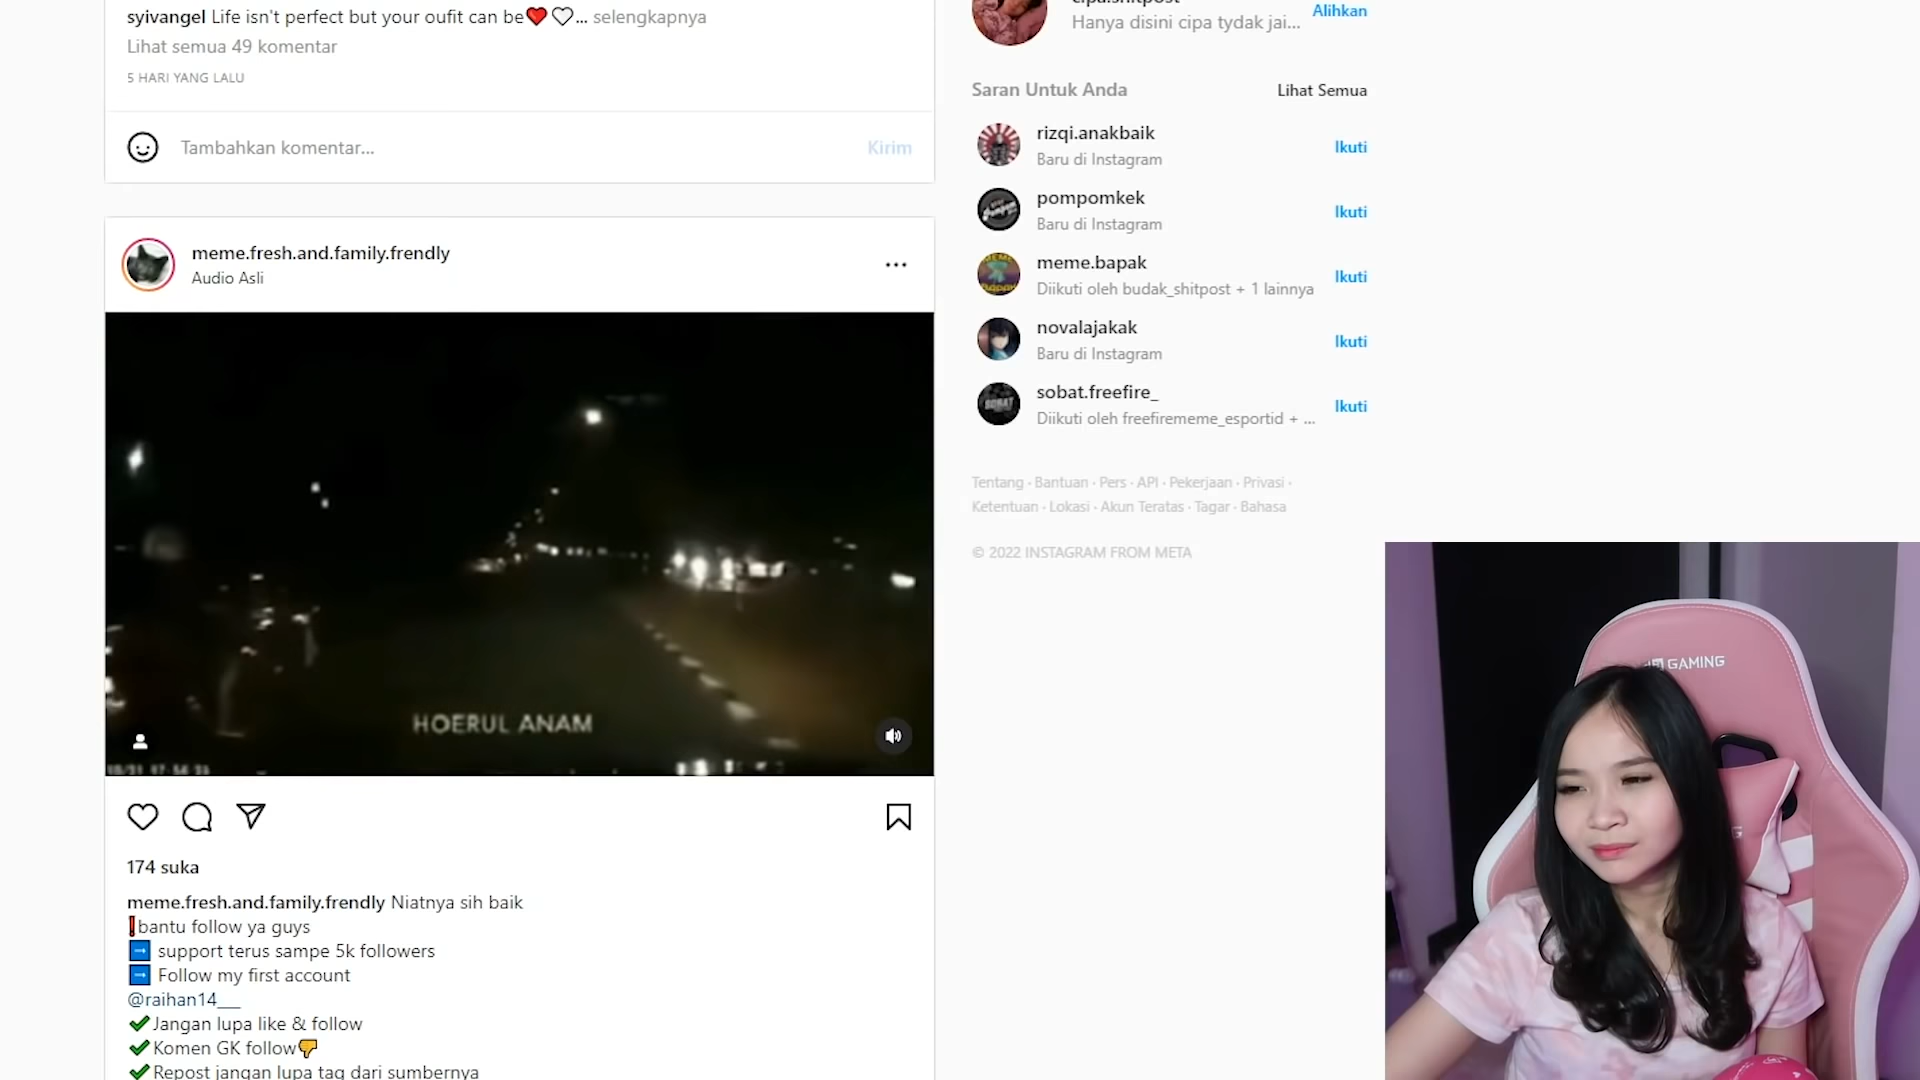 syivangel Life isn't perfect but your oufit can be❤️🤍... selengkapnya
Lihat semua 49 komentar
5 HARI YANG LALU
Tambahkan komentar...
Kirim
meme.fresh.and.family.frendly
Audio Asli
HOERUL ANAM
174 suka
meme.fresh.and.family.frendly Niatnya sih baik
❗bantu follow ya guys
➡️ support terus sampe 5k followers
➡️ Follow my first account
@raihan14___
✔️Jangan lupa like & follow
✔️Komen GK follow👎
✔️Repost jangan lupa tag dari sumbernya
Hanya disini cipa tydak jai...
Alihkan
Saran Untuk Anda
Lihat Semua
rizqi.anakbaik
Baru di Instagram
Ikuti
pompomkek
Baru di Instagram
Ikuti
meme.bapak
Diikuti oleh budak_shitpost + 1 lainnya
Ikuti
novalajakak
Baru di Instagram
Ikuti
sobat.freefire_
Diikuti oleh freefirememe_esportid + ...
Ikuti
Tentang · Bantuan · Pers · API · Pekerjaan · Privasi ·
Ketentuan · Lokasi · Akun Teratas · Tagar · Bahasa
© 2022 INSTAGRAM FROM META
GAMING